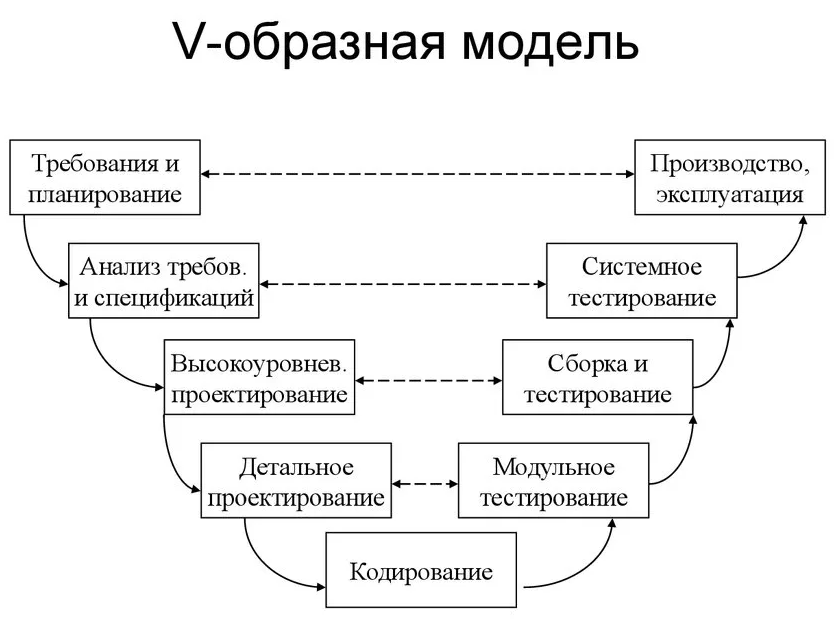 V-образная модель
Требования и
планирование
Производство,
эксплуатация
Анализ требов.
и спецификаций
Системное
тестирование
Высокоуровнев.
проектирование
Сборка и
тестирование
Детальное
проектирование
Модульное
тестирование
Кодирование